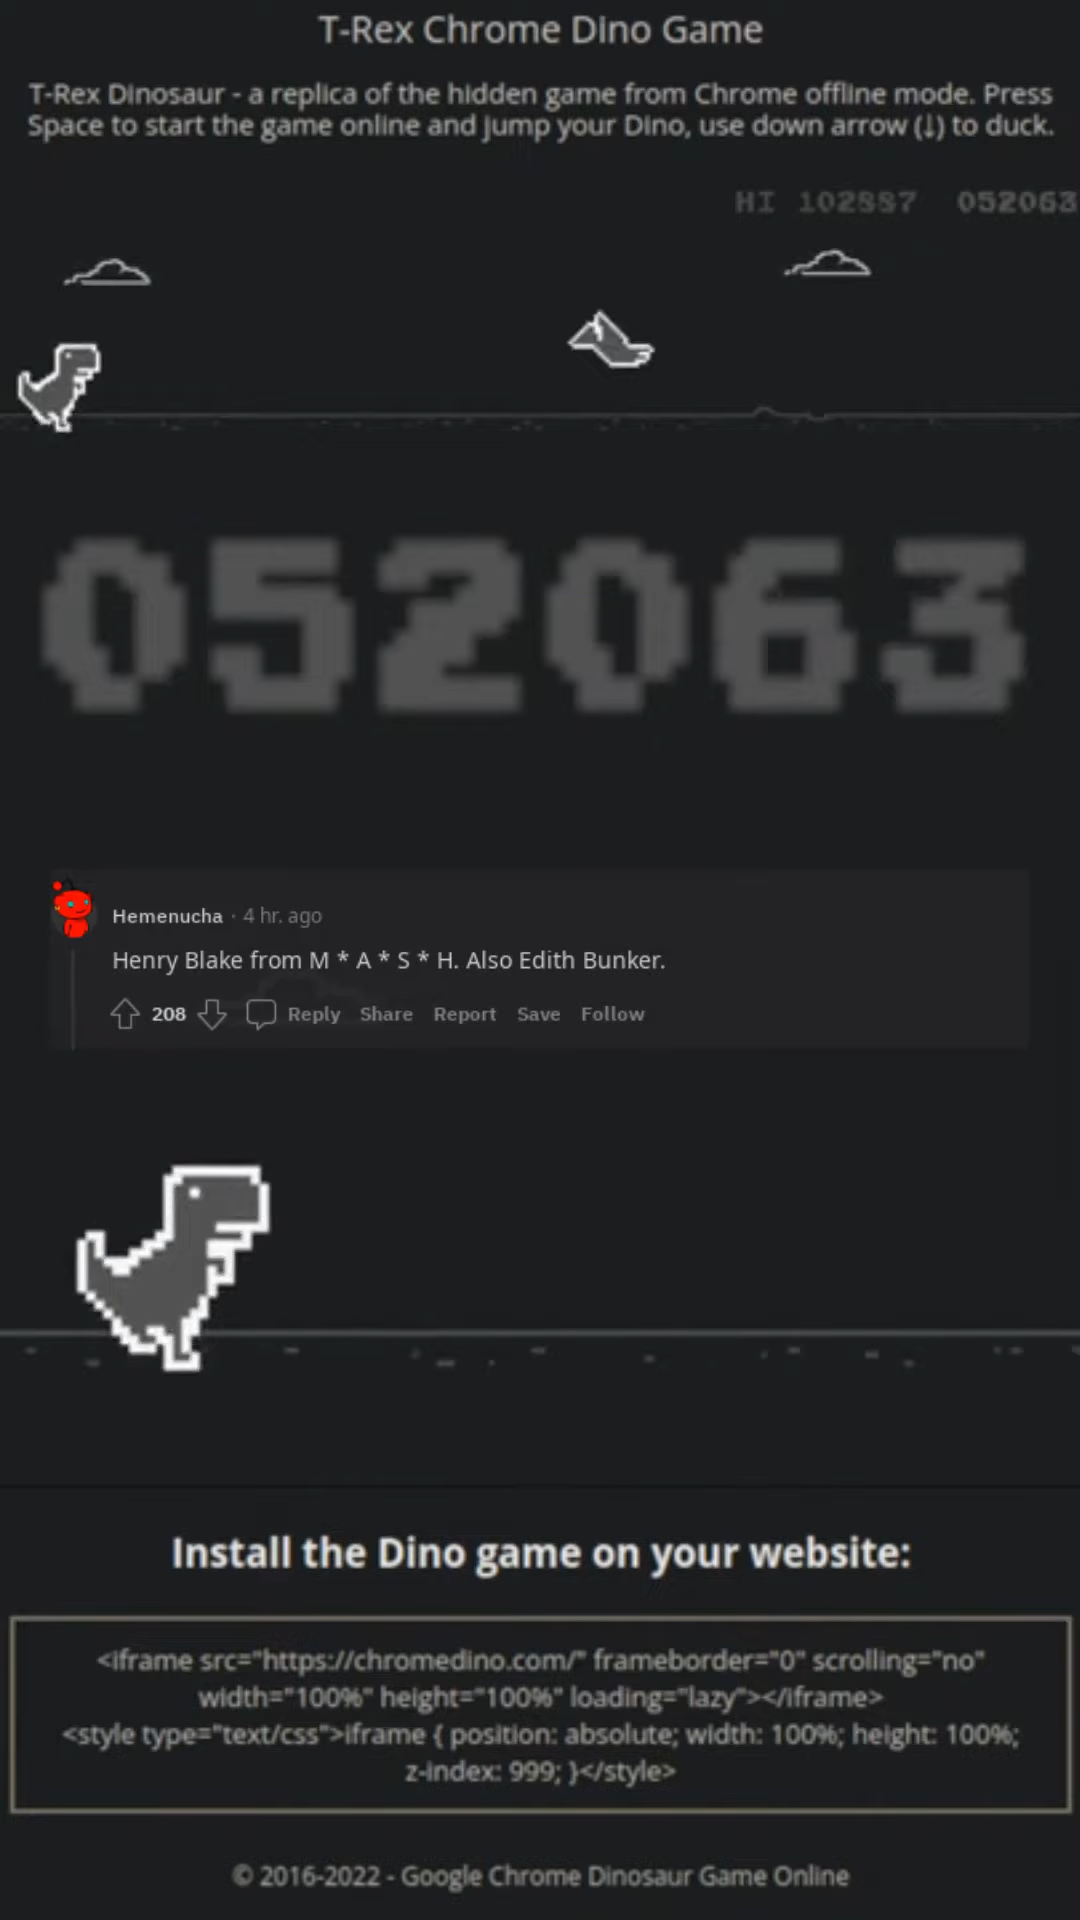 T-Rex Chrome Dino Game
T-Rex Dinosaur - a replica of the hidden game from Chrome offline mode. Press
Space to start the game online and jump your Dino, use down arrow (↓) to duck.
HI 102887 052063
052063
Hemenucha · 4 hr. ago
Henry Blake from M * A * S * H. Also Edith Bunker.
208 Reply Share Report Save Follow
Install the Dino game on your website:
<iframe src="https://chromedino.com/" frameborder="0" scrolling="no"
width="100%" height="100%" loading="lazy"></iframe>
<style type="text/css">iframe { position: absolute; width: 100%; height: 100%;
z-index: 999; }</style>
© 2016-2022 - Google Chrome Dinosaur Game Online